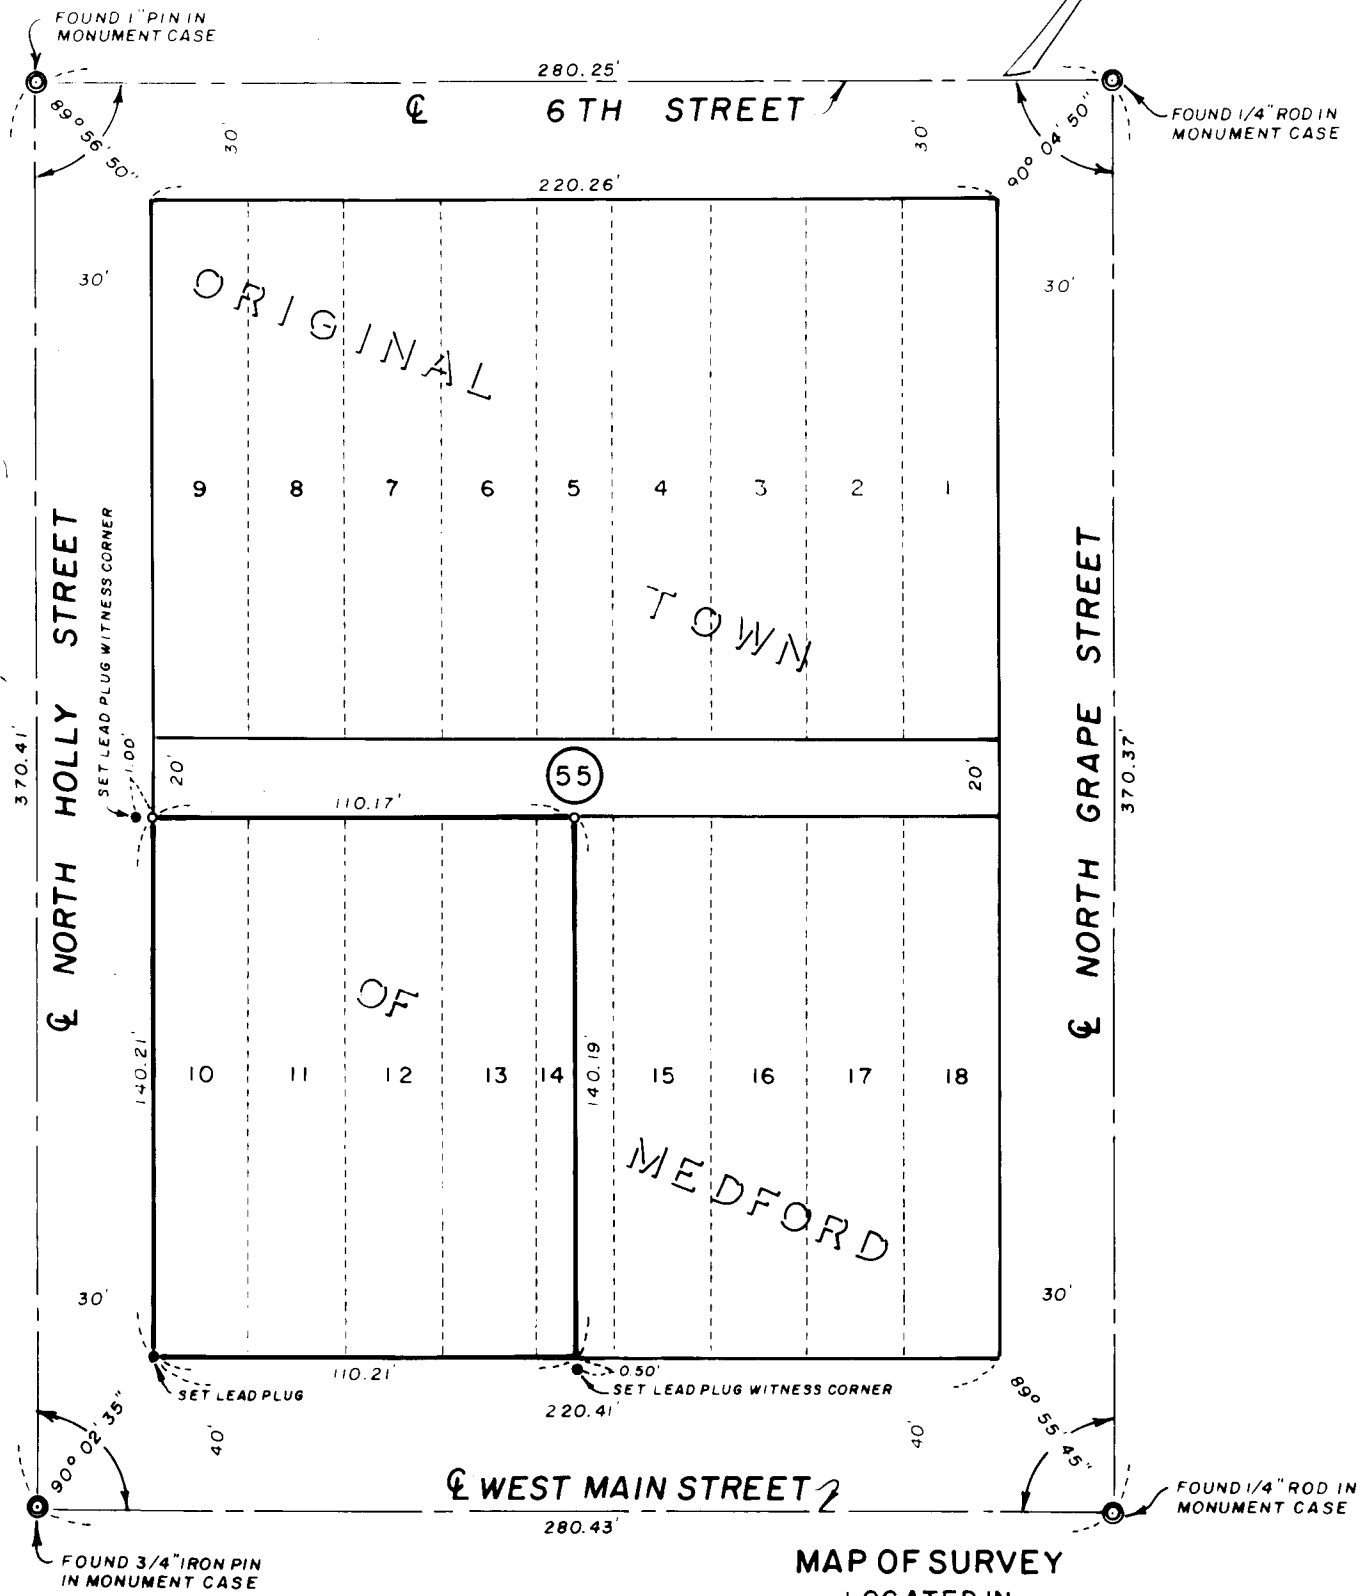 FOUND 1" PIN IN
MONUMENT CASE
280.25'
℄ 6TH STREET
FOUND 1/4" ROD IN
MONUMENT CASE
89° 56' 50"
30'
30'
90° 04' 50"
220.26'
30'
30'
ORIGINAL
9 8 7 6 5 4 3 2 1
℄ NORTH HOLLY STREET
SET LEAD PLUG WITNESS CORNER
℄ NORTH GRAPE STREET
TOWN
370.41'
1.00'
20'
55
20'
370.37'
110.17'
OF
140.21'
10 11 12 13 14
140.19'
15 16 17 18
MEDFORD
30'
30'
110.21'
0.50'
SET LEAD PLUG
SET LEAD PLUG WITNESS CORNER
220.41'
90° 02' 35"
40'
40'
89° 55' 45"
℄ WEST MAIN STREET
280.43'
FOUND 1/4" ROD IN
MONUMENT CASE
FOUND 3/4" IRON PIN
IN MONUMENT CASE
MAP OF SURVEY
LOCATED IN